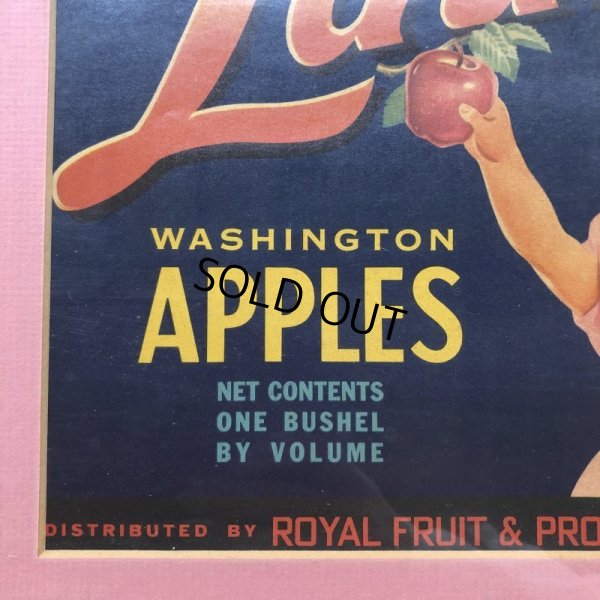 WASHINGTON
APPLES
SOLD OUT
NET CONTENTS
ONE BUSHEL
BY VOLUME
DISTRIBUTED BY ROYAL FRUIT & PRO